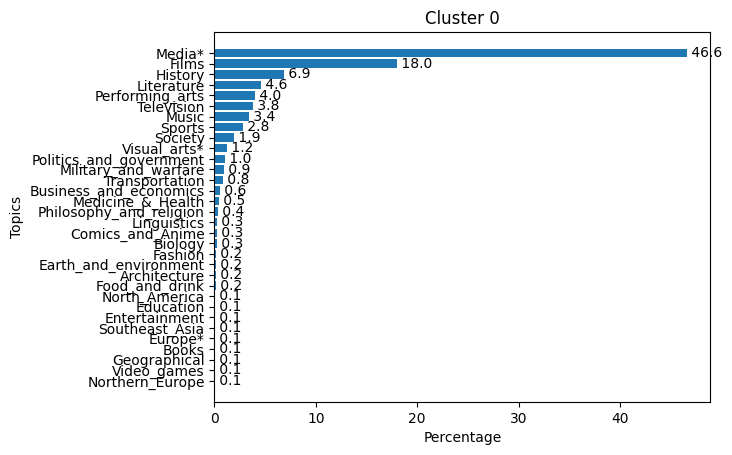 Cluster 0
Topics
Media* 46.6
Films 18.0
History 6.9
Literature 4.6
Performing_arts 4.0
Television 3.8
Music 3.4
Sports 2.8
Society 1.9
Visual_arts* 1.2
Politics_and_government 1.0
Military_and_warfare 0.9
Transportation 0.8
Business_and_economics 0.6
Medicine_&_Health 0.5
Philosophy_and_religion 0.4
Linguistics 0.3
Comics_and_Anime 0.3
Biology 0.3
Fashion 0.2
Earth_and_environment 0.2
Architecture 0.2
Food_and_drink 0.2
North_America 0.1
Education 0.1
Entertainment 0.1
Southeast_Asia 0.1
Europe* 0.1
Books 0.1
Geographical 0.1
Video_games 0.1
Northern_Europe 0.1
0 10 20 30 40
Percentage